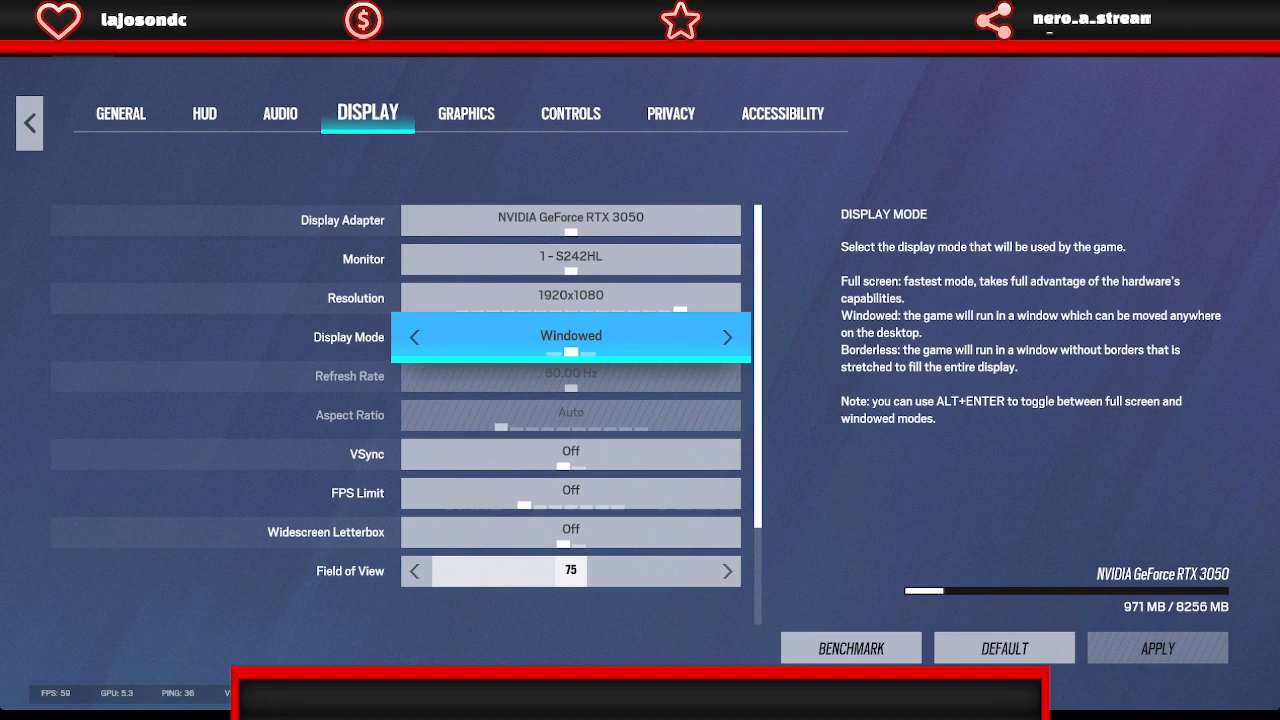 lajosondc
$
nero_a_stream
GENERAL
HUD
AUDIO
DISPLAY
GRAPHICS
CONTROLS
PRIVACY
ACCESSIBILITY
Display Adapter
NVIDIA GeForce RTX 3050
Monitor
1 - S242HL
Resolution
1920x1080
Display Mode
Windowed
Refresh Rate
60.00 Hz
Aspect Ratio
Auto
VSync
Off
FPS Limit
Off
Widescreen Letterbox
Off
Field of View
75
DISPLAY MODE
Select the display mode that will be used by the game.
Full screen: fastest mode, takes full advantage of the hardware's
capabilities.
Windowed: the game will run in a window which can be moved anywhere
on the desktop.
Borderless: the game will run in a window without borders that is
stretched to fill the entire display.
Note: you can use ALT+ENTER to toggle between full screen and
windowed modes.
NVIDIA GeForce RTX 3050
971 MB / 8256 MB
BENCHMARK
DEFAULT
APPLY
FPS: 59
GPU: 5.3
PING: 36